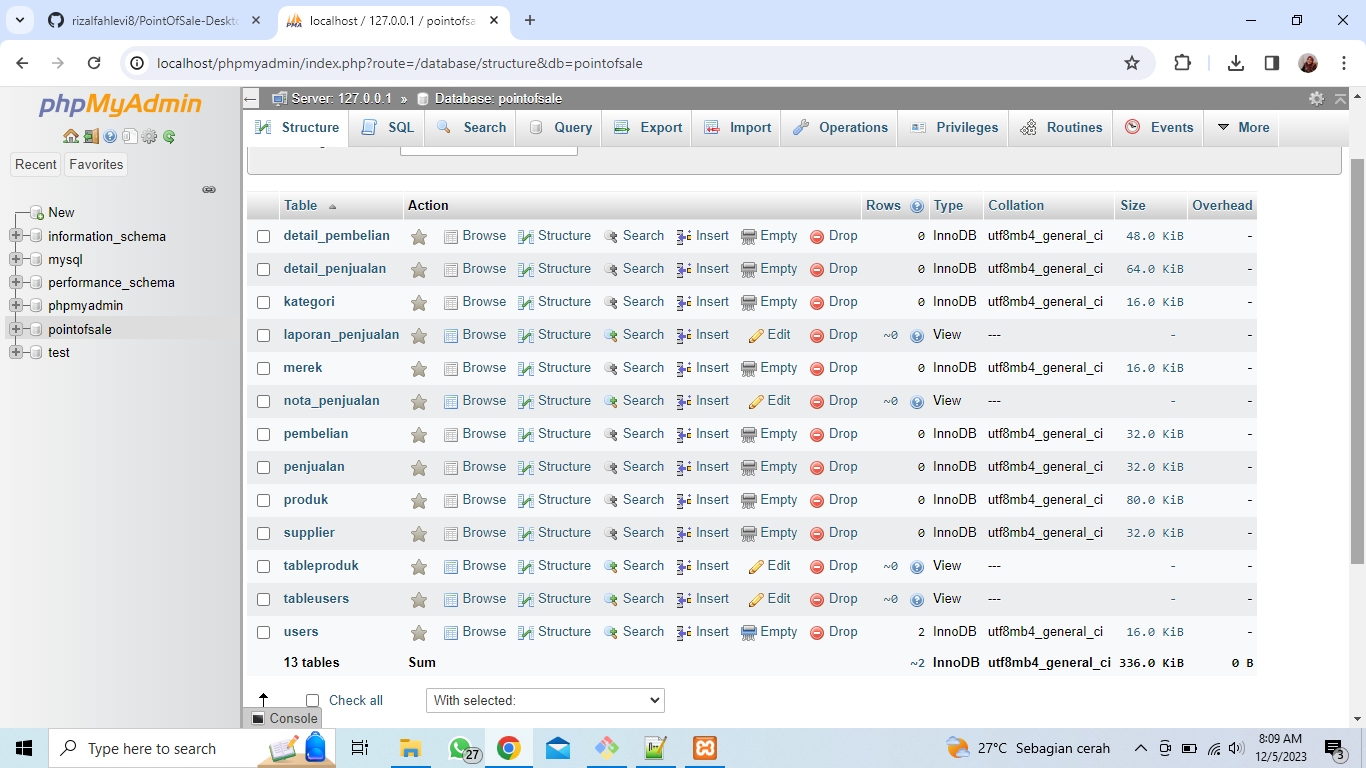 rizalfahlevi8/PointOfSale-Deskt
localhost / 127.0.0.1 / pointofsa
localhost/phpmyadmin/index.php?route=/database/structure&db=pointofsale
phpMyAdmin
Recent Favorites
New
information_schema
mysql
performance_schema
phpmyadmin
pointofsale
test
Server: 127.0.0.1 » Database: pointofsale
Structure SQL Search Query Export Import Operations Privileges Routines Events More
Table Action Rows Type Collation Size Overhead
detail_pembelian Browse Structure Search Insert Empty Drop 0 InnoDB utf8mb4_general_ci 48.0 KiB -
detail_penjualan Browse Structure Search Insert Empty Drop 0 InnoDB utf8mb4_general_ci 64.0 KiB -
kategori Browse Structure Search Insert Empty Drop 0 InnoDB utf8mb4_general_ci 16.0 KiB -
laporan_penjualan Browse Structure Search Insert Edit Drop ~0 View --- - -
merek Browse Structure Search Insert Empty Drop 0 InnoDB utf8mb4_general_ci 16.0 KiB -
nota_penjualan Browse Structure Search Insert Edit Drop ~0 View --- - -
pembelian Browse Structure Search Insert Empty Drop 0 InnoDB utf8mb4_general_ci 32.0 KiB -
penjualan Browse Structure Search Insert Empty Drop 0 InnoDB utf8mb4_general_ci 32.0 KiB -
produk Browse Structure Search Insert Empty Drop 0 InnoDB utf8mb4_general_ci 80.0 KiB -
supplier Browse Structure Search Insert Empty Drop 0 InnoDB utf8mb4_general_ci 32.0 KiB -
tableproduk Browse Structure Search Insert Edit Drop ~0 View --- - -
tableusers Browse Structure Search Insert Edit Drop ~0 View --- - -
users Browse Structure Search Insert Empty Drop 2 InnoDB utf8mb4_general_ci 16.0 KiB -
13 tables Sum ~2 InnoDB utf8mb4_general_ci 336.0 KiB 0 B
Check all With selected:
Console
Type here to search
27
27°C Sebagian cerah
8:09 AM
12/5/2023
3